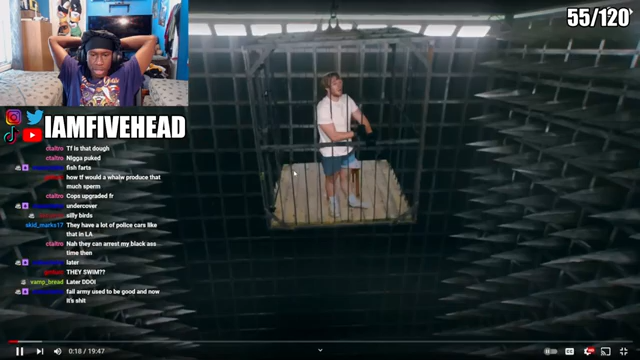 55/120
IAMFIVEHEAD
ctaltro Tf is that dough
ctaltro Nigga puked
fish farts
how tf would a whalw produce that
much sperm
ctaltro Cops upgraded fr
undercover
silly birds
skid_marks17 They have a lot of police cars like
that in LA
ctaltro Nah they can arrest my black ass
time then
later
THEY SWIM??
vamp_bread Later DDOI
fail army used to be good and now
it's shit
0:18 / 19:47
CC